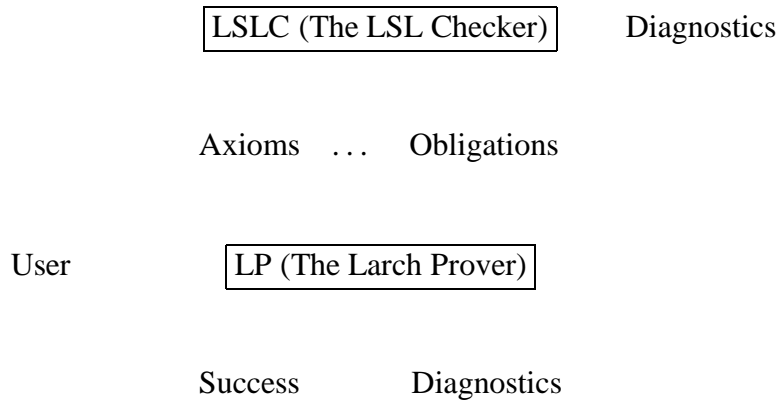 LSLC (The LSL Checker) Diagnostics
Axioms ... Obligations
User LP (The Larch Prover)
Success Diagnostics